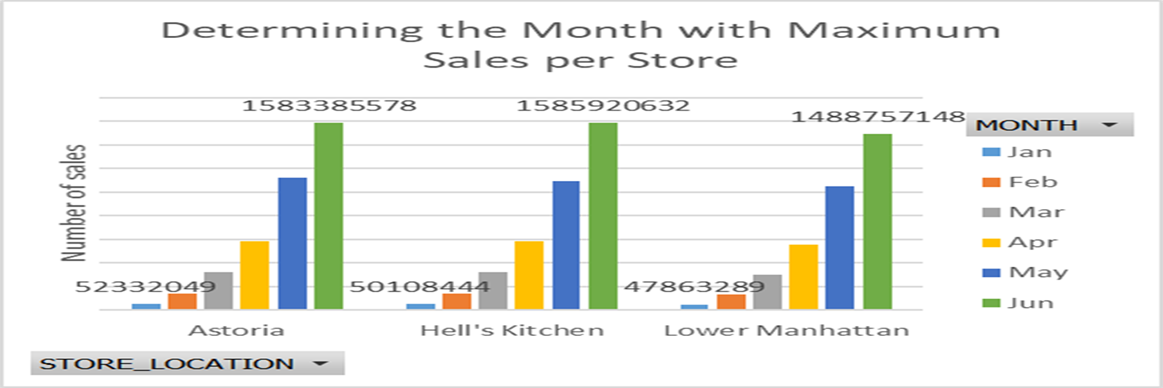 Determining the Month with Maximum
Sales per Store
Number of sales
1583385578
1585920632
1488757148
52332049
50108444
47863289
Astoria
Hell's Kitchen
Lower Manhattan
MONTH
Jan
Feb
Mar
Apr
May
Jun
STORE_LOCATION